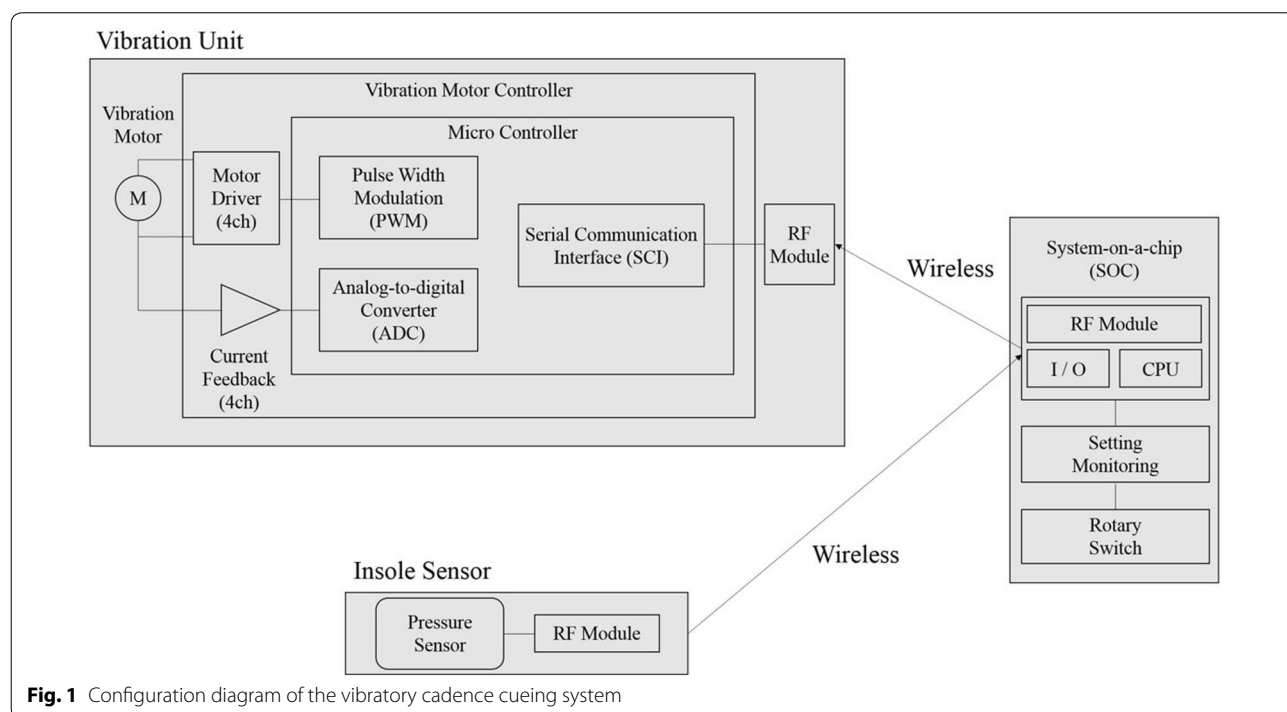 Vibration Unit
Vibration Motor Controller
Vibration
Motor
Micro Controller
M
Motor
Driver
(4ch)
Pulse Width
Modulation
(PWM)
Serial Communication
Interface (SCI)
RF
Module
Analog-to-digital
Converter
(ADC)
Current
Feedback
(4ch)
Wireless
System-on-a-chip
(SOC)
RF Module
I / O
CPU
Setting
Monitoring
Rotary
Switch
Wireless
Insole Sensor
Pressure
Sensor
RF Module
Fig. 1 Configuration diagram of the vibratory cadence cueing system